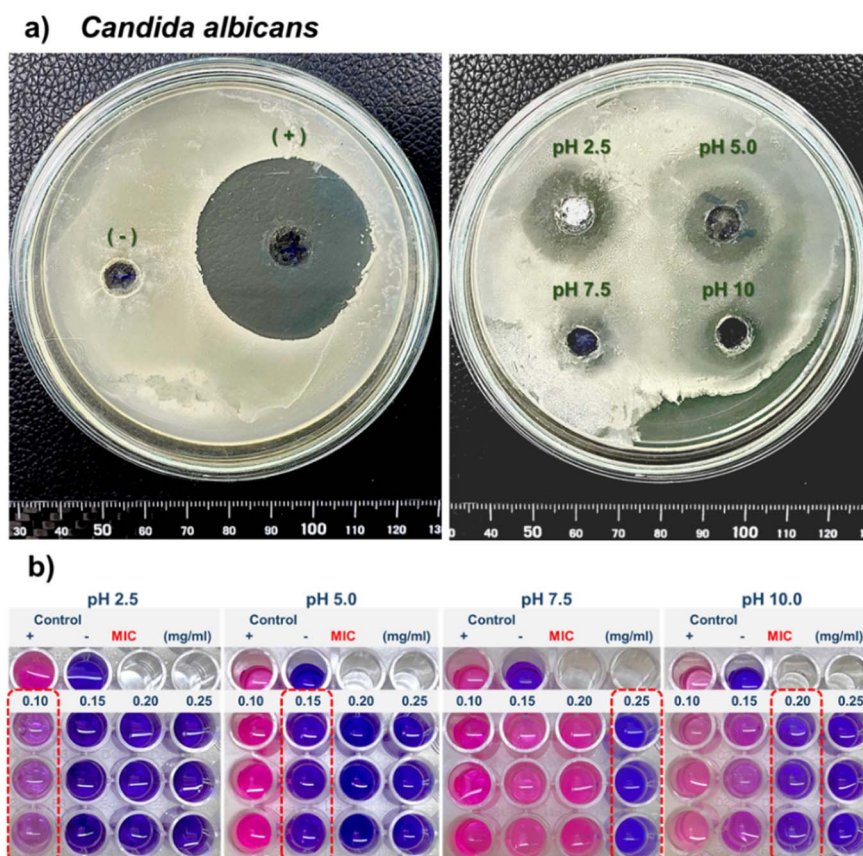 a) Candida albicans
(+)
(-)
pH 2.5 pH 5.0
pH 7.5 pH 10
30 40 50 60 70 80 90 100 110 120 13
30 40 50 60 70 80 90 100 110 120
b)
pH 2.5 pH 5.0 pH 7.5 pH 10.0
Control Control Control Control
+ - MIC (mg/ml) + - MIC (mg/ml) + - MIC (mg/ml) + - MIC (mg/ml)
0.10 0.15 0.20 0.25 0.10 0.15 0.20 0.25 0.10 0.15 0.20 0.25 0.10 0.15 0.20 0.25